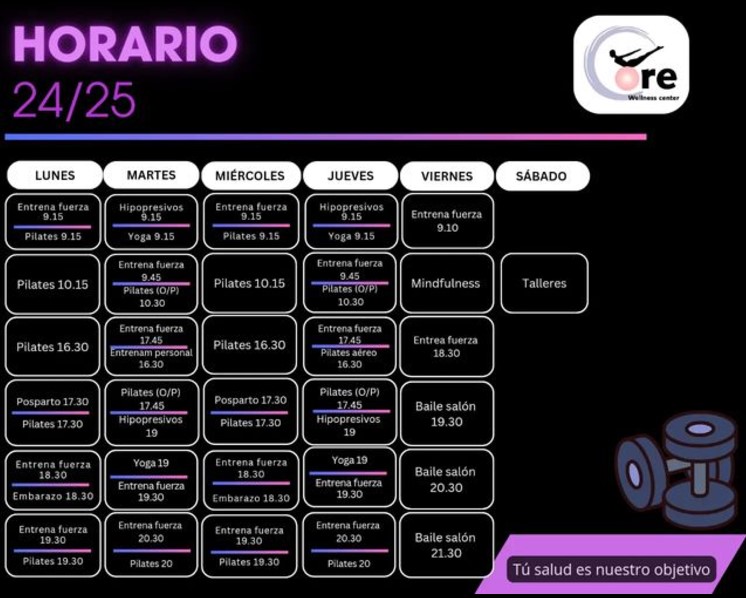 HORARIO
24/25
ore
Wellness center
LUNES MARTES MIÉRCOLES JUEVES VIERNES SÁBADO
Entrena fuerza
9.15
Pilates 9.15
Hipopresivos
9.15
Yoga 9.15
Entrena fuerza
9.15
Pilates 9.15
Hipopresivos
9.15
Yoga 9.15
Entrena fuerza
9.10
Pilates 10.15
Entrena fuerza
9.45
Pilates (O/P)
10.30
Pilates 10.15
Entrena fuerza
9.45
Pilates (O/P)
10.30
Mindfulness
Talleres
Pilates 16.30
Entrena fuerza
17.45
Entrenam personal
16.30
Pilates 16.30
Entrena fuerza
17.45
Pilates aéreo
16.30
Entrea fuerza
18.30
Posparto 17.30
Pilates 17.30
Pilates (O/P)
17.45
Hipopresivos
19
Posparto 17.30
Pilates 17.30
Pilates (O/P)
17.45
Hipopresivos
19
Baile salón
19.30
Entrena fuerza
18.30
Embarazo 18.30
Yoga 19
Entrena fuerza
19.30
Entrena fuerza
18.30
Embarazo 18.30
Yoga 19
Entrena fuerza
19.30
Baile salón
20.30
Entrena fuerza
19.30
Pilates 19.30
Entrena fuerza
20.30
Pilates 20
Entrena fuerza
19.30
Pilates 19.30
Entrena fuerza
20.30
Pilates 20
Baile salón
21.30
Tú salud es nuestro objetivo